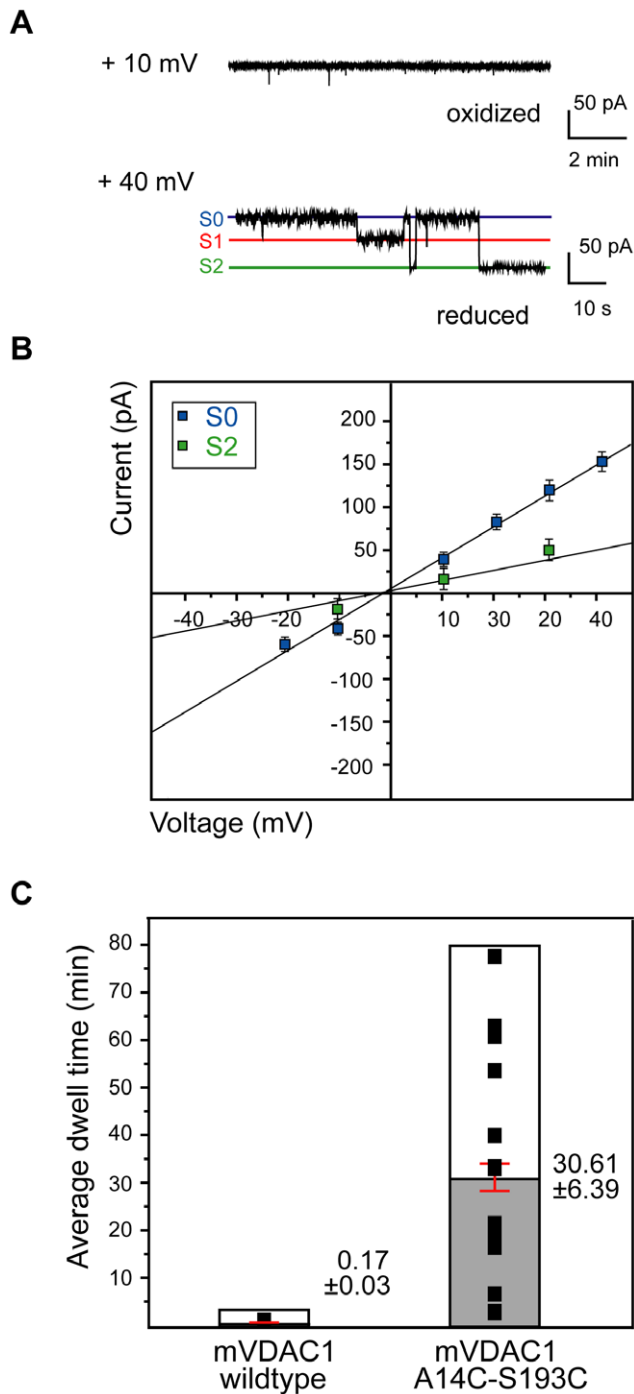 A
+ 10 mV
oxidized
50 pA
2 min
+ 40 mV
S0
S1
S2
50 pA
10 s
reduced
B
Current (pA)
S0
S2
200
150
100
50
-40 -30 -20 -10 10 20 30 20 40
-50
-100
-150
-200
Voltage (mV)
C
Average dwell time (min)
80
70
60
50
40
30
20
10
0.17
±0.03
30.61
±6.39
mVDAC1
wildtype
mVDAC1
A14C-S193C